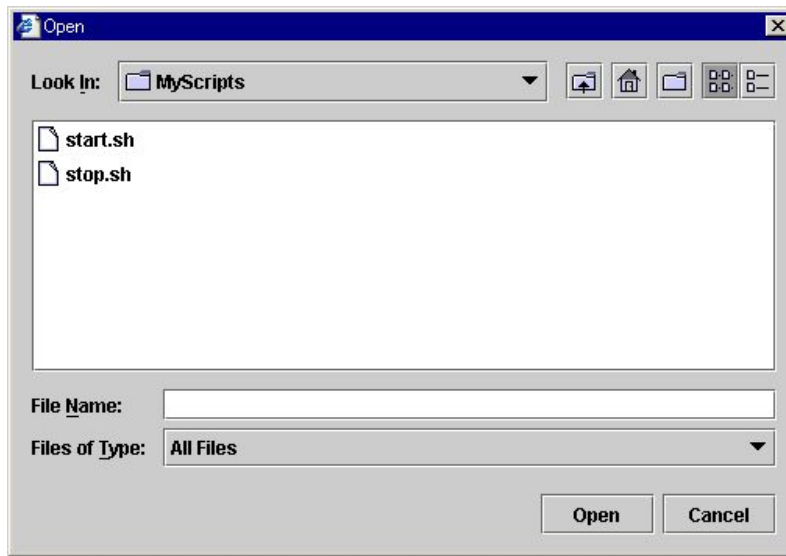 Open
Look In: MyScripts
start.sh
stop.sh
File Name:
Files of Type: All Files
Open Cancel